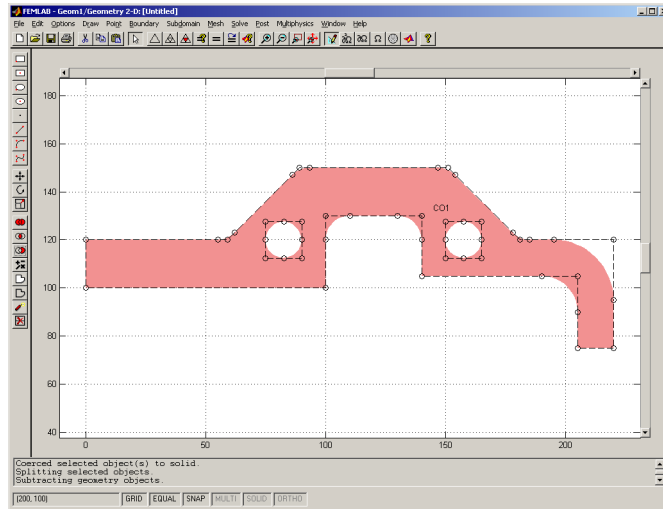 FEMLAB - Geom1/Geometry 2-D: [Untitled]
File Edit Options Draw Point Boundary Subdomain Mesh Solve Post Multiphysics Window Help
180
160
140
120
100
80
60
40
CO1
0 50 100 150 200
Coerced selected object(s) to solid.
Splitting selected objects.
Subtracting geometry objects.
(200, 100) GRID EQUAL SNAP MULTI SOLID ORTHO